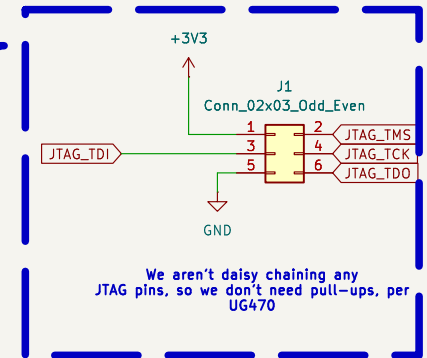 +3V3
J1
Conn_02x03_Odd_Even
1 2 JTAG_TMS
JTAG_TDI 3 4 JTAG_TCK
5 6 JTAG_TDO
GND
We aren't daisy chaining any
JTAG pins, so we don't need pull-ups, per
UG470